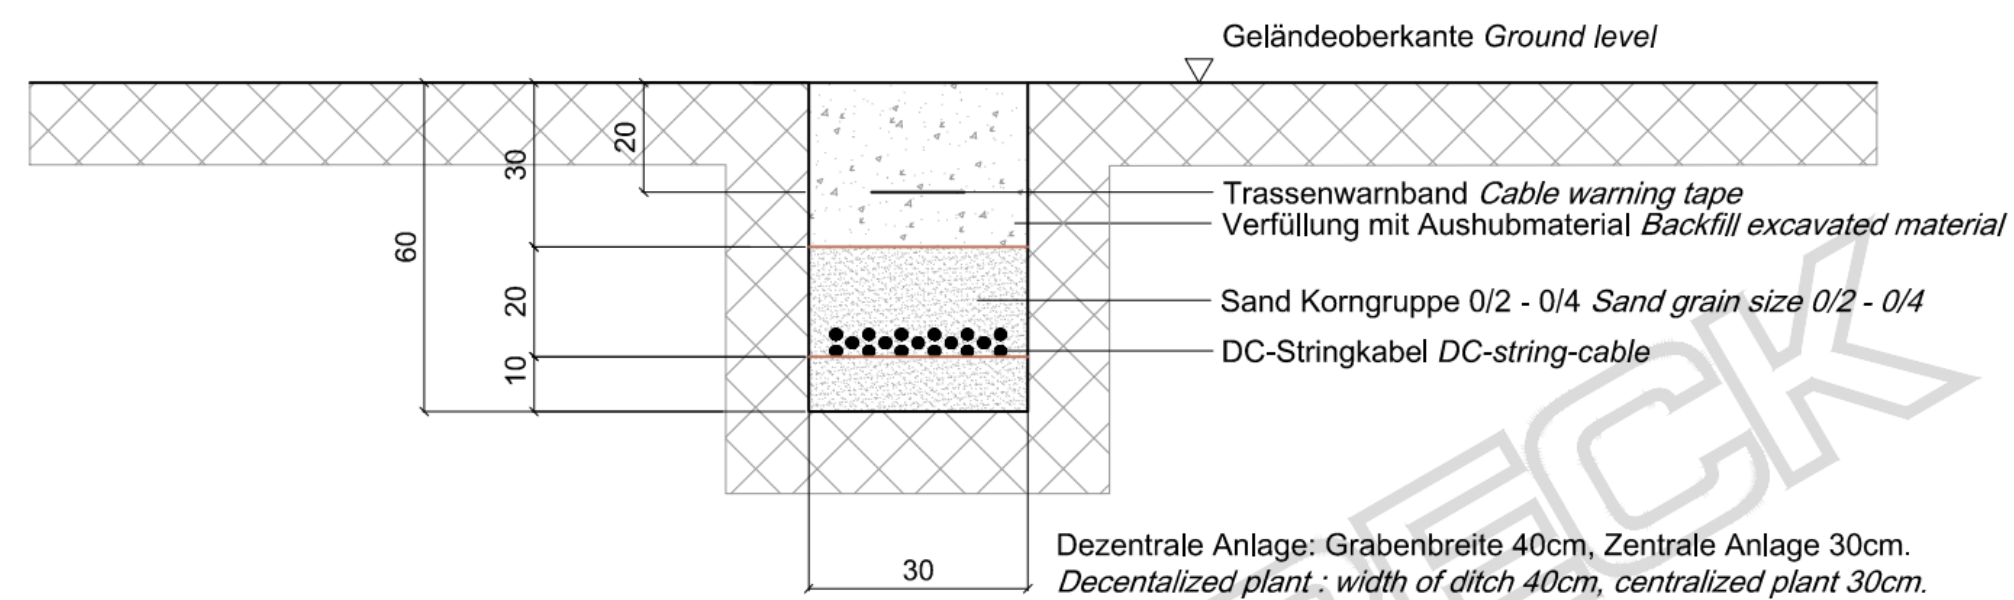 Geländeoberkante Ground level
20
30
60
Trassenwarnband Cable warning tape
Verfüllung mit Aushubmaterial Backfill excavated material
20
Sand Korngruppe 0/2 - 0/4 Sand grain size 0/2 - 0/4
10
DC-Stringkabel DC-string-cable
Dezentrale Anlage: Grabenbreite 40cm, Zentrale Anlage 30cm.
30
Decentalized plant : width of ditch 40cm, centralized plant 30cm.
ECK